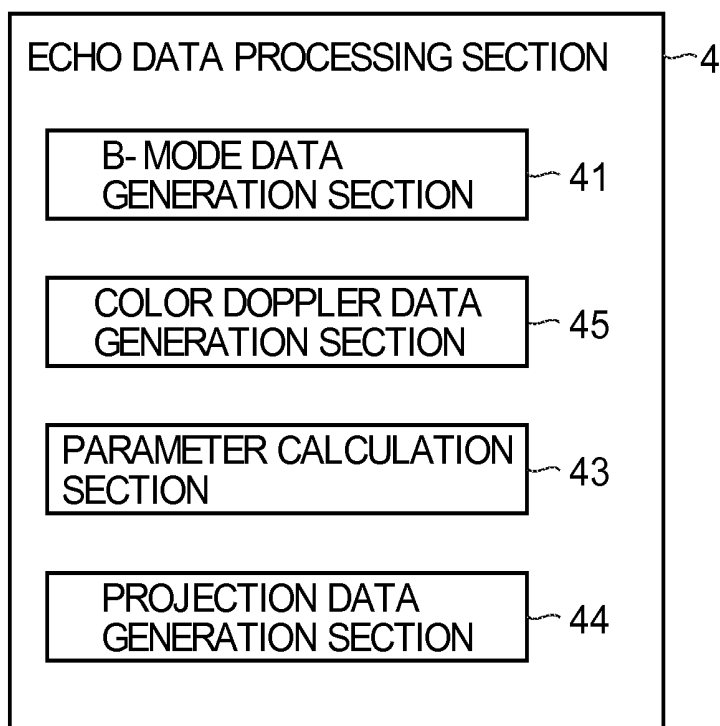 ECHO DATA PROCESSING SECTION 4
B-MODE DATA
GENERATION SECTION 41
COLOR DOPPLER DATA
GENERATION SECTION 45
PARAMETER CALCULATION
SECTION 43
PROJECTION DATA
GENERATION SECTION 44